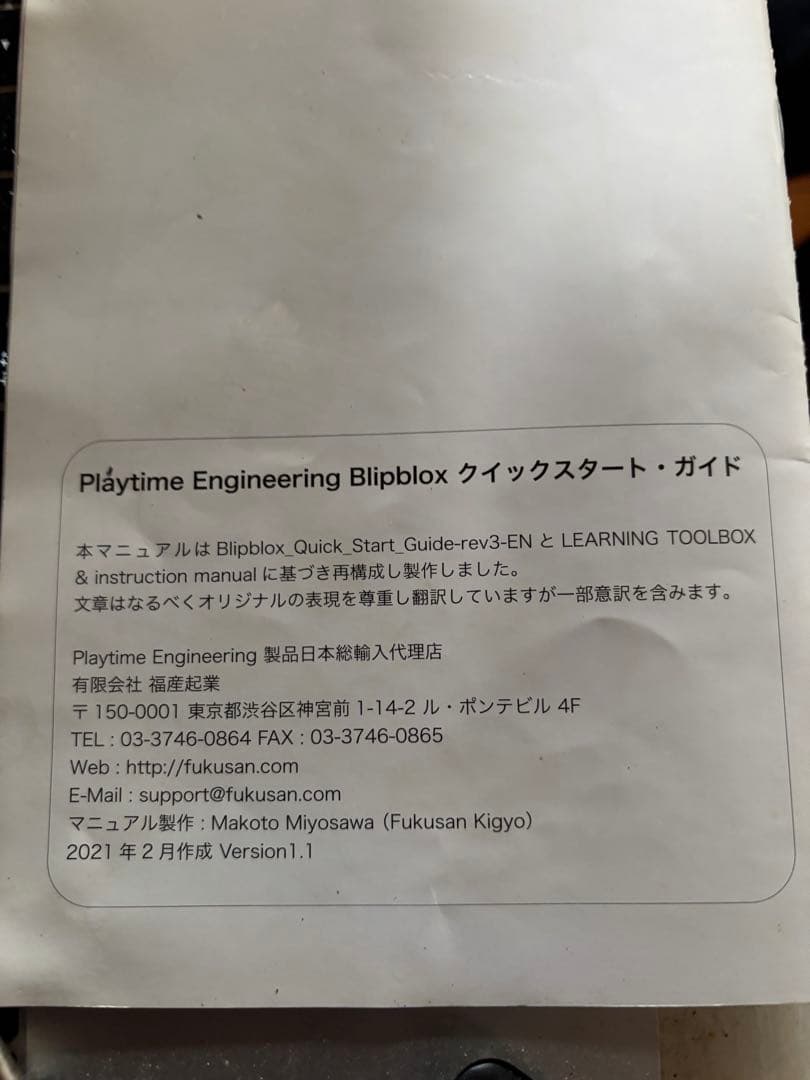 Playtime Engineering Blipblox クイックスタート・ガイド
本マニュアルは Blipblox_Quick_Start_Guide-rev3-EN と LEARNING TOOLBOX
& instruction manual に基づき再構成し製作しました。
文章はなるべくオリジナルの表現を尊重し翻訳していますが一部意訳を含みます。
Playtime Engineering 製品日本総輸入代理店
有限会社 福産起業
〒150-0001 東京都渋谷区神宮前 1-14-2 ル・ポンテビル 4F
TEL : 03-3746-0864 FAX : 03-3746-0865
Web : http://fukusan.com
E-Mail : support@fukusan.com
マニュアル製作 : Makoto Miyosawa（Fukusan Kigyo）
2021 年 2 月作成 Version1.1